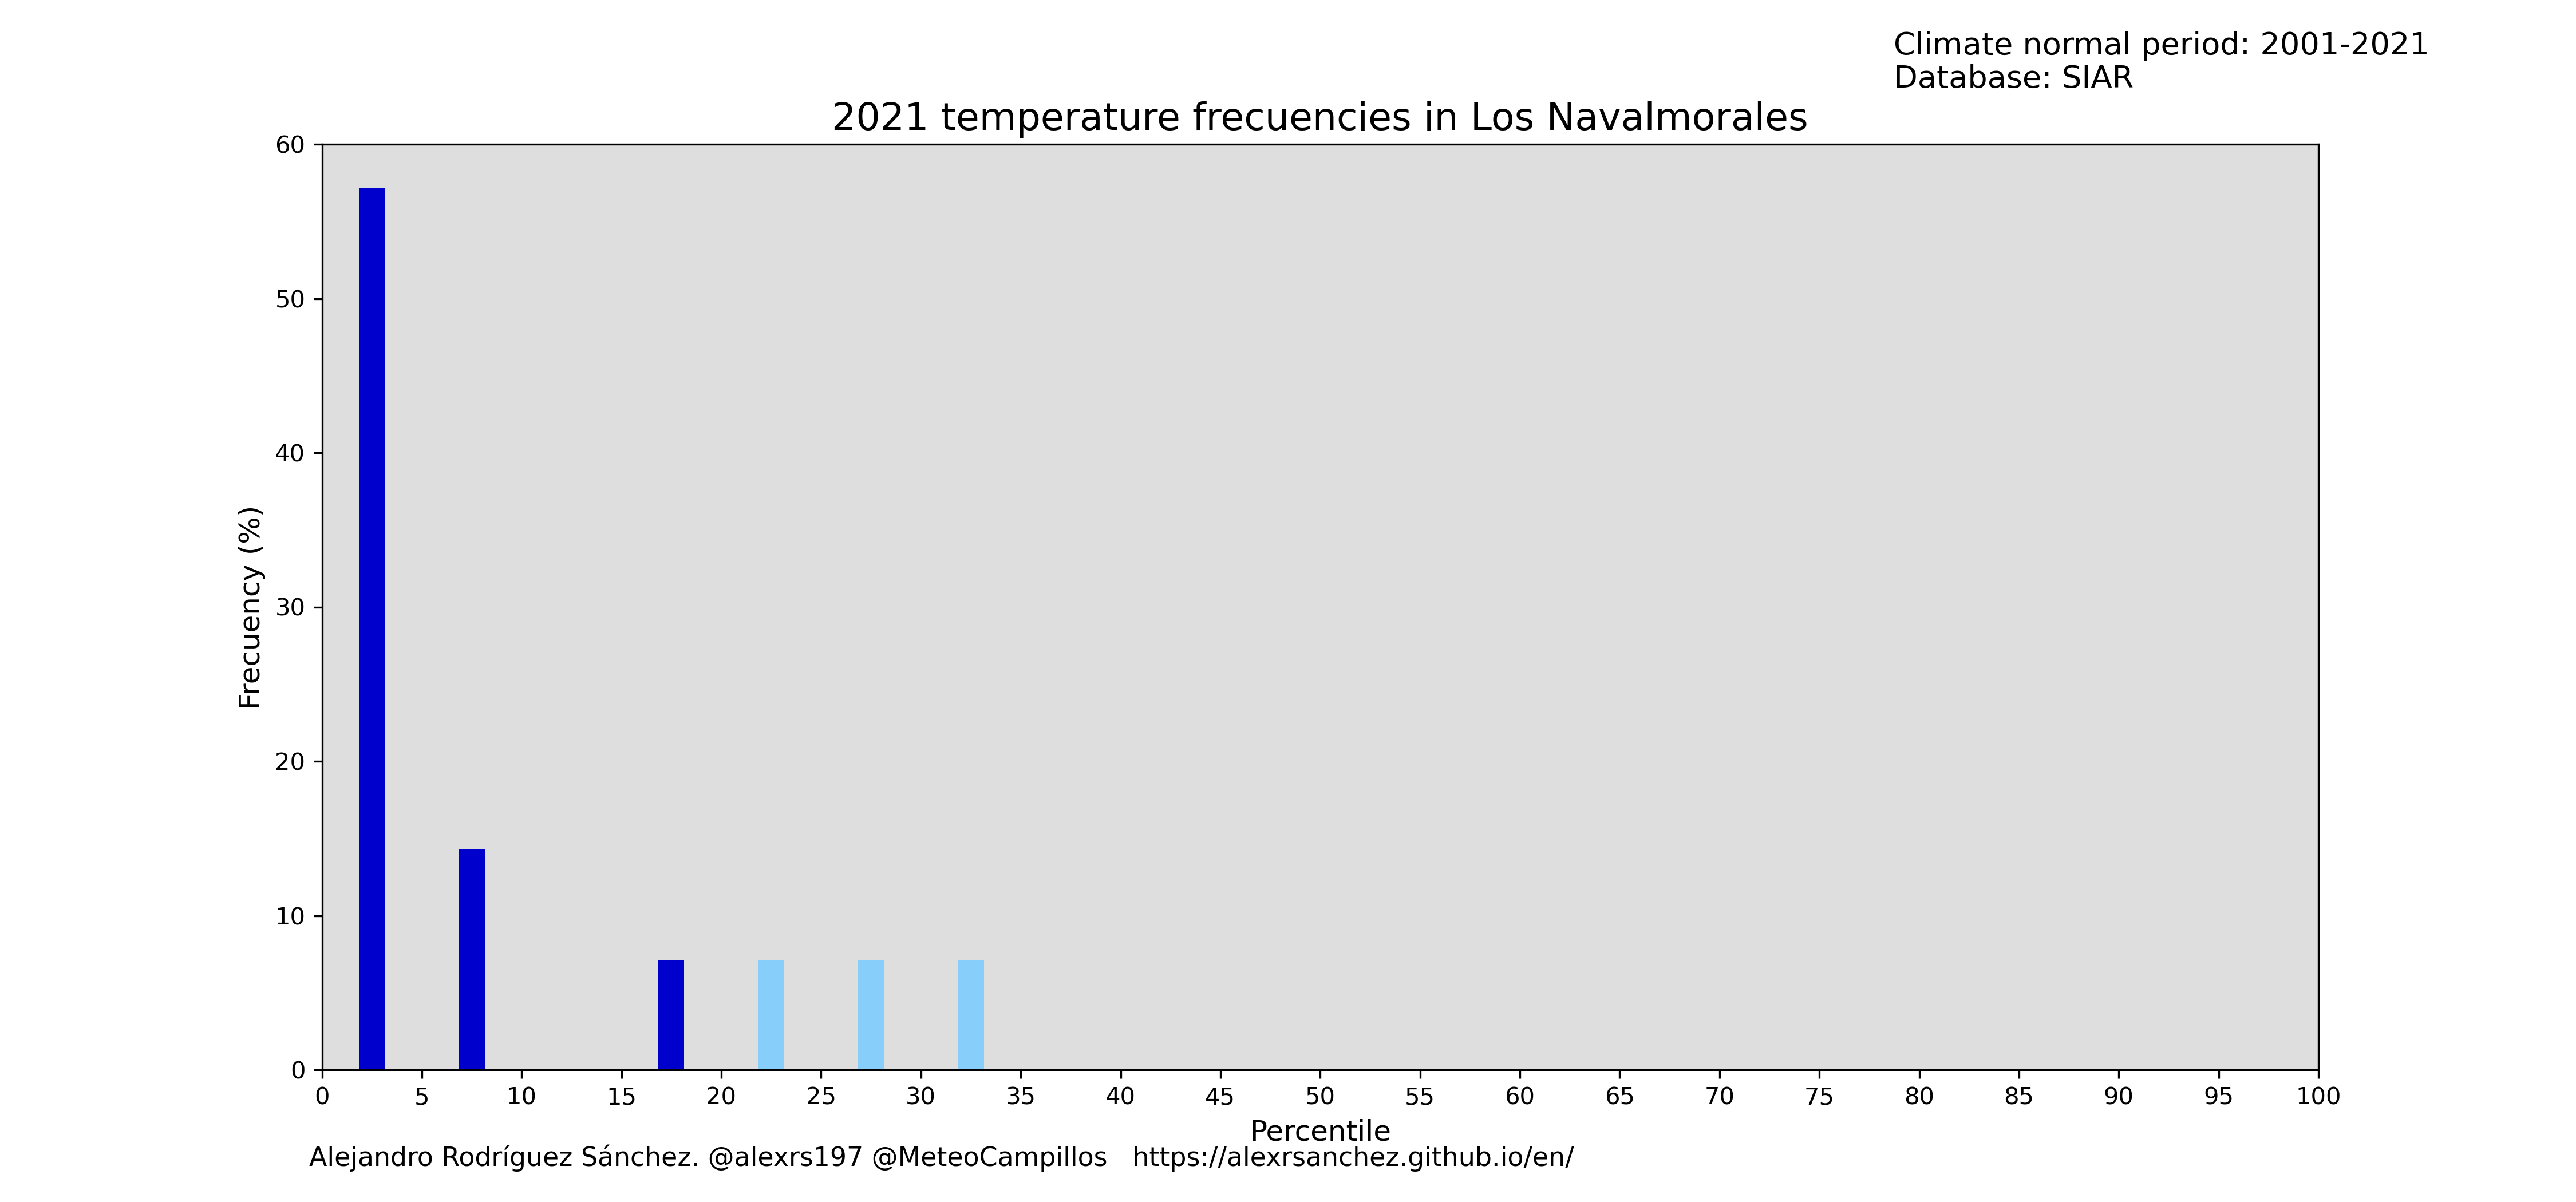 Climate normal period: 2001-2021
Database: SIAR
2021 temperature frecuencies in Los Navalmorales
60
50
40
30
20
10
0
Frecuency (%)
0 5 10 15 20 25 30 35 40 45 50 55 60 65 70 75 80 85 90 95 100
Percentile
Alejandro Rodríguez Sánchez. @alexrs197 @MeteoCampillos https://alexrsanchez.github.io/en/